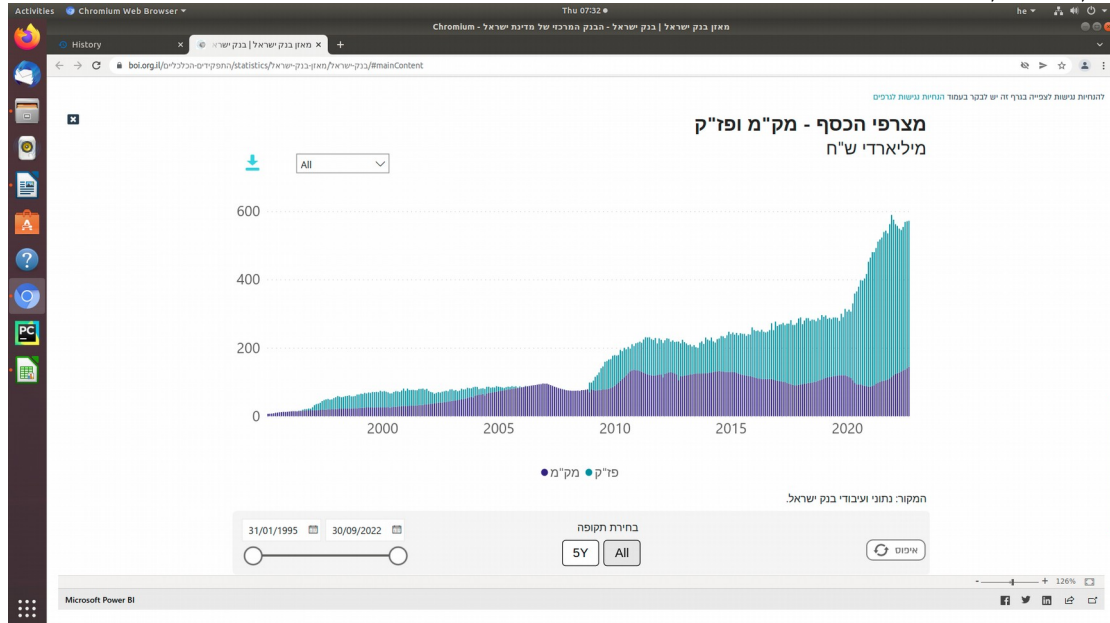 Activities
Chromium Web Browser
Thu 07:32
he
מאזן בנק ישראל | בנק ישראל - הבנק המרכזי של מדינת ישראל - Chromium
History
מאזן בנק ישראל | בנק ישרא
boi.org.il/התפקידים-הכלכליים/statistics/בנק-ישראל/מאזן-בנק-ישראל/#mainContent
להנחיות נגישות לצפייה בגרף זה יש לבקר בעמוד הנחיות נגישות לגרפים
מצרפי הכסף - מק"מ ופז"ק
מיליארדי ש"ח
All
600
400
200
0
2000 2005 2010 2015 2020
מק"מ פז"ק
המקור: נתוני ועיבודי בנק ישראל.
31/01/1995 30/09/2022
בחירת תקופה
5Y All
איפוס
- + 126%
Microsoft Power BI